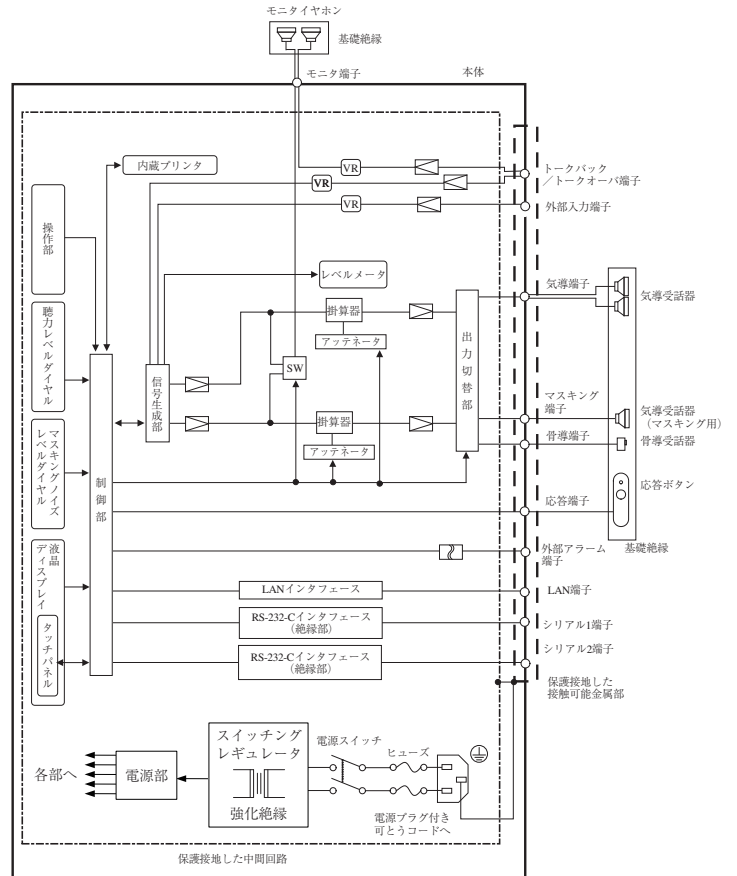 モニタイヤホン
基礎絶縁
モニタ端子
本体
内蔵プリンタ
VR
トークバック
／トークオーバ端子
VR
VR
外部入力端子
操作部
レベルメータ
気導端子
気導受話器
掛算器
アッテネータ
聴力レベルダイヤル
SW
信号生成部
出力切替部
マスキング
端子
気導受話器
（マスキング用）
掛算器
アッテネータ
骨導端子
骨導受話器
マスキングノイズ
レベルダイヤル
制御部
応答ボタン
応答端子
液晶
ディスプレイ
タッチパネル
外部アラーム
端子
基礎絶縁
LANインタフェース
LAN端子
RS-232-Cインタフェース
（絶縁部）
シリアル1端子
RS-232-Cインタフェース
（絶縁部）
シリアル2端子
保護接地した
接触可能金属部
スイッチング
レギュレータ
強化絶縁
電源スイッチ
ヒューズ
各部へ
電源部
電源プラグ付き
可とうコードへ
保護接地した中間回路